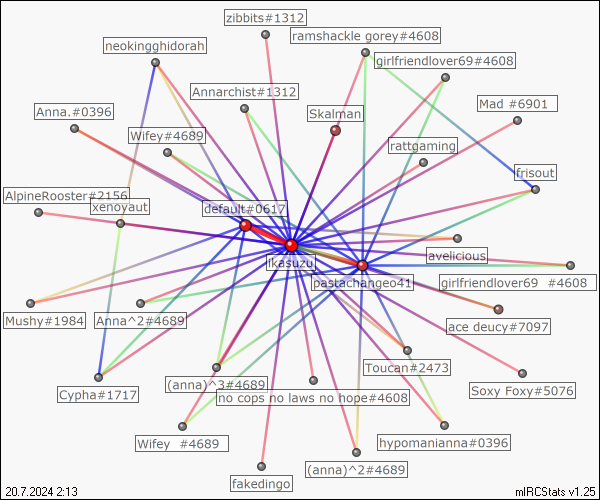 zibbits#1312
ramshackle gorey#4608
neokingghidorah
girlfriendlover69#4608
Annarchist#1312
Mad #6901
Anna.#0396
Skalman
Wifey#4689
rattgaming
frisout
AlpineRooster#2156
xenoyaut
default#0617
avelicious
ikasuzu
pastachangeo41
girlfriendlover69 #4608
Mushy#1984
Anna^2#4689
ace deucy#7097
Toucan#2473
(anna)^3#4689
Cypha#1717
Soxy Foxy#5076
no cops no laws no hope#4608
Wifey #4689
hypomanianna#0396
(anna)^2#4689
fakedingo
20.7.2024 2:13
mIRCStats v1.25